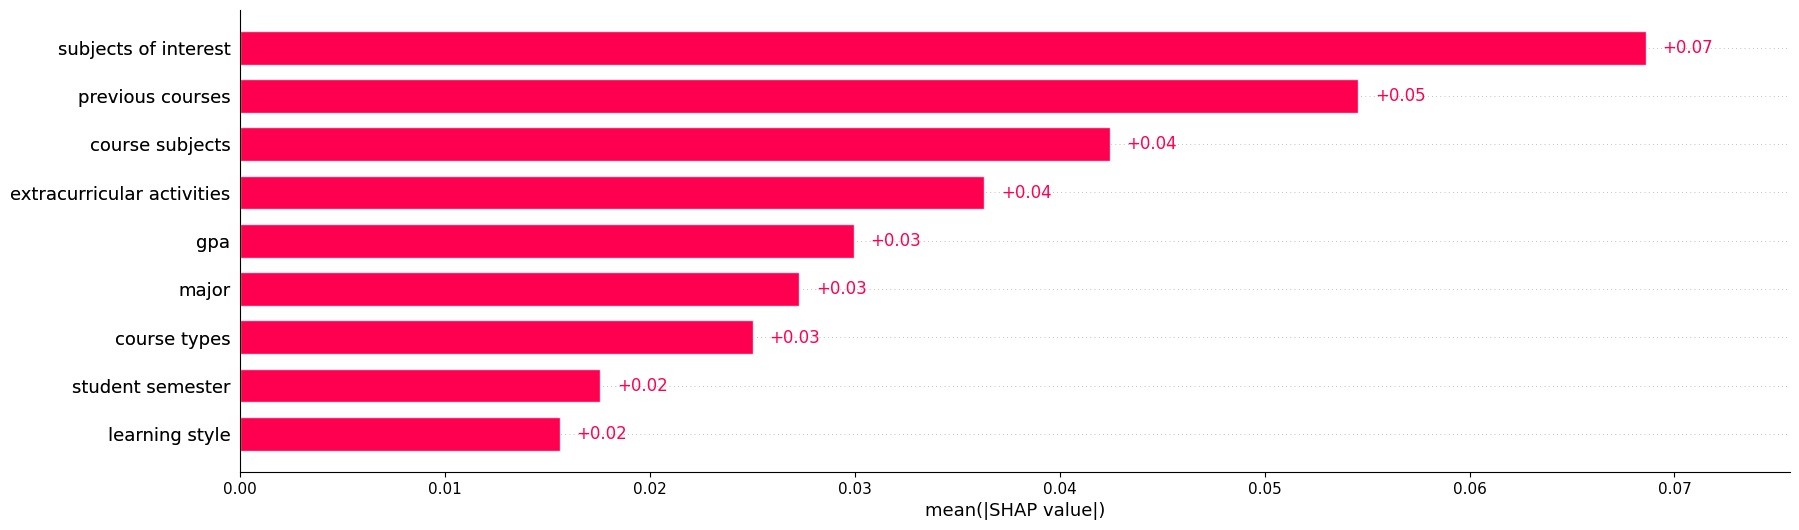 subjects of interest +0.07
previous courses +0.05
course subjects +0.04
extracurricular activities +0.04
gpa +0.03
major +0.03
course types +0.03
student semester +0.02
learning style +0.02
0.00 0.01 0.02 0.03 0.04 0.05 0.06 0.07
mean(|SHAP value|)